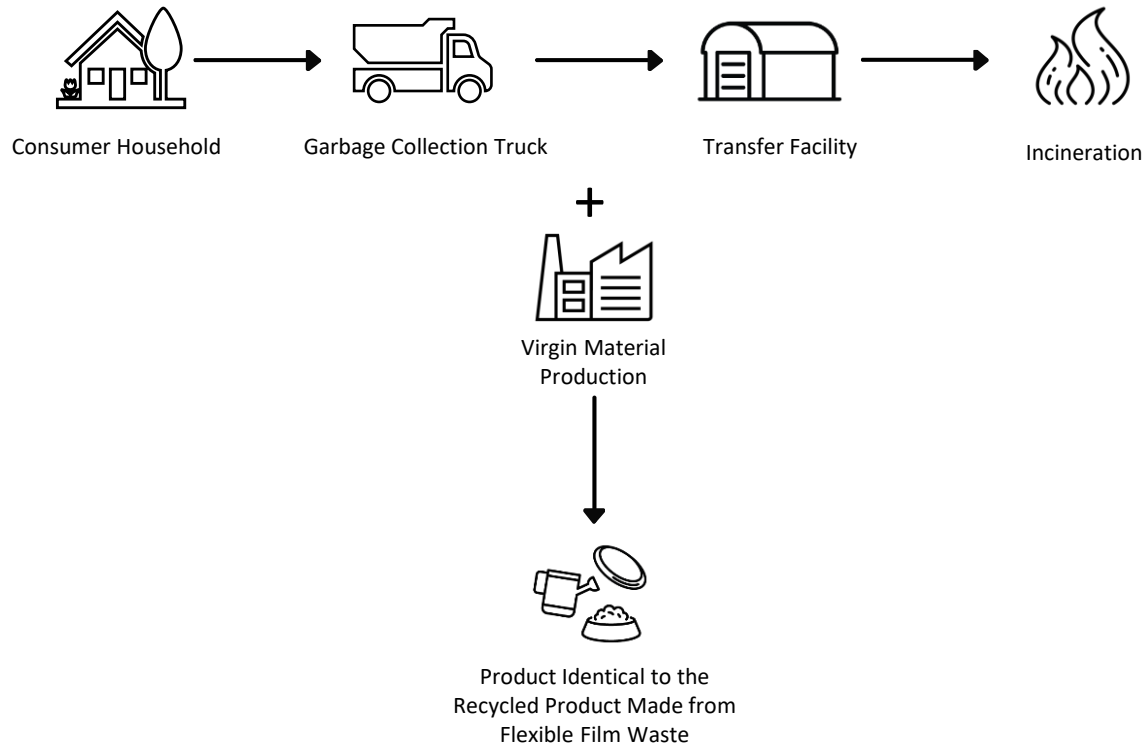 Consumer Household
Garbage Collection Truck
Transfer Facility
Incineration
+
Virgin Material
Production
Product Identical to the
Recycled Product Made from
Flexible Film Waste